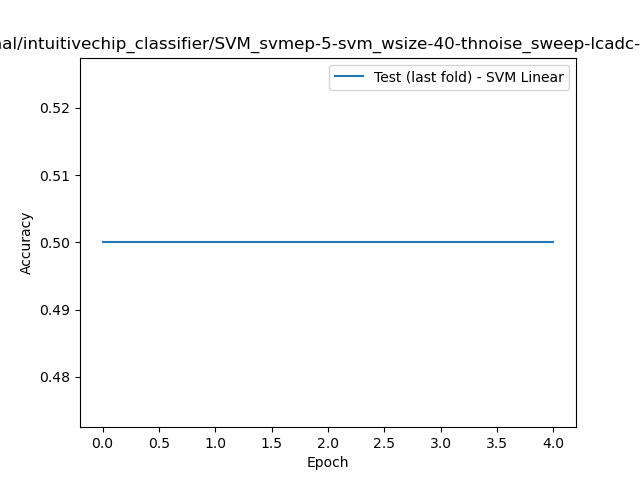 nal/intuitivechip_classifier/SVM_svmep-5-svm_wsize-40-thnoise_sweep-lcadc-
Test (last fold) - SVM Linear
0.52
0.51
0.50
0.49
0.48
Accuracy
0.0 0.5 1.0 1.5 2.0 2.5 3.0 3.5 4.0
Epoch